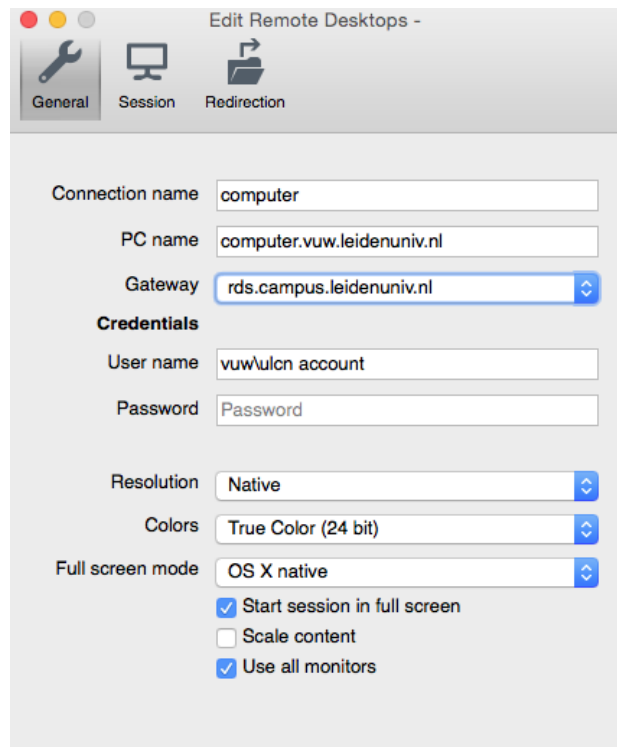 Edit Remote Desktops -
General Session Redirection
Connection name computer
PC name computer.vuw.leidenuniv.nl
Gateway rds.campus.leidenuniv.nl
Credentials
User name vuw\ulcn account
Password Password
Resolution Native
Colors True Color (24 bit)
Full screen mode OS X native
Start session in full screen
Scale content
Use all monitors